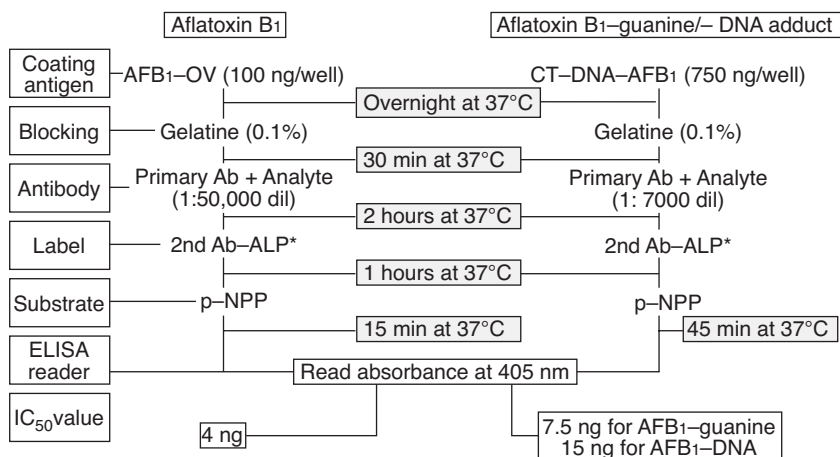 Aflatoxin B1
Aflatoxin B1–guanine/– DNA adduct
Coating
antigen
AFB1–OV (100 ng/well)
CT–DNA–AFB1 (750 ng/well)
Overnight at 37°C
Blocking
Gelatine (0.1%)
Gelatine (0.1%)
30 min at 37°C
Antibody
Primary Ab + Analyte
(1:50,000 dil)
Primary Ab + Analyte
(1: 7000 dil)
2 hours at 37°C
Label
2nd Ab–ALP*
2nd Ab–ALP*
1 hours at 37°C
Substrate
p–NPP
p–NPP
15 min at 37°C
45 min at 37°C
ELISA
reader
Read absorbance at 405 nm
IC50value
4 ng
7.5 ng for AFB1–guanine
15 ng for AFB1–DNA